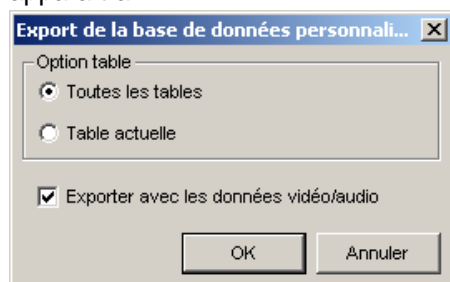 Export de la base de données personnali...
Option table
Toutes les tables
Table actuelle
Exporter avec les données vidéo/audio
OK
Annuler